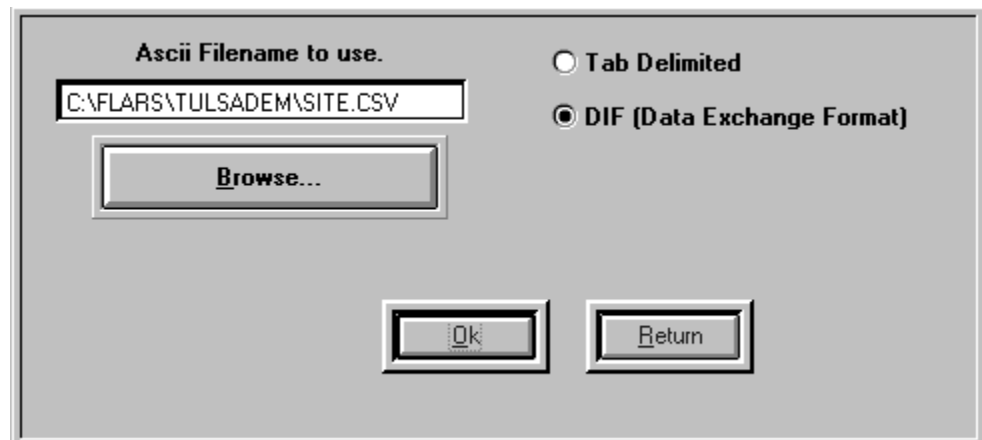 Ascii Filename to use.
C:\FLARS\TULSADEM\SITE.CSV
Browse...
Tab Delimited
DIF (Data Exchange Format)
Ok
Return